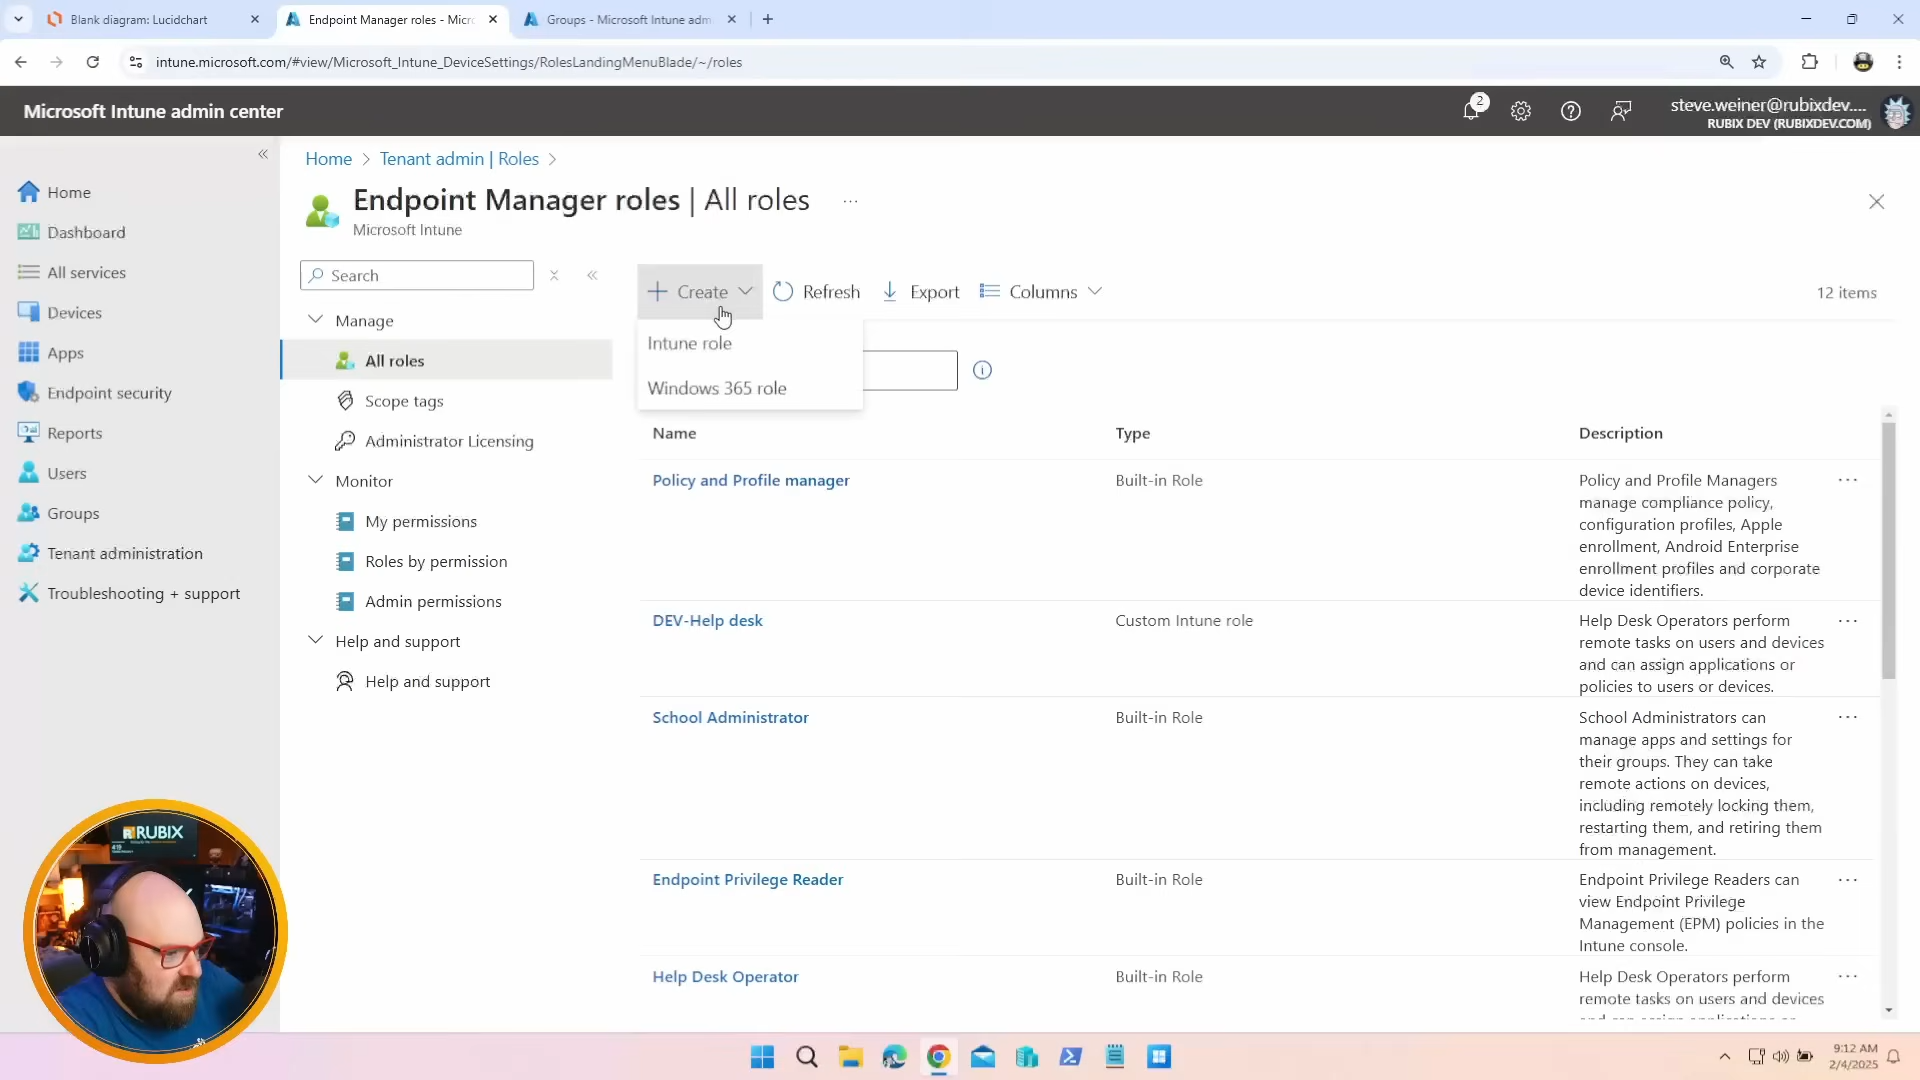 Blank diagram: Lucidchart
Endpoint Manager roles - Micr
Groups - Microsoft Intune adm
intune.microsoft.com/#view/Microsoft_Intune_DeviceSettings/RolesLandingMenuBlade/~/roles
Microsoft Intune admin center
2
steve.weiner@rubixdev....
RUBIX DEV (RUBIXDEV.COM)
Home
Dashboard
All services
Devices
Apps
Endpoint security
Reports
Users
Groups
Tenant administration
Troubleshooting + support
Home > Tenant admin | Roles >
Endpoint Manager roles | All roles ...
Microsoft Intune
Search
Manage
All roles
Scope tags
Administrator Licensing
Monitor
My permissions
Roles by permission
Admin permissions
Help and support
Help and support
Create
Refresh
Export
Columns
12 items
Intune role
Windows 365 role
Name
Type
Description
Policy and Profile manager
Built-in Role
Policy and Profile Managers
manage compliance policy,
configuration profiles, Apple
enrollment, Android Enterprise
enrollment profiles and corporate
device identifiers.
DEV-Help desk
Custom Intune role
Help Desk Operators perform
remote tasks on users and devices
and can assign applications or
policies to users or devices.
School Administrator
Built-in Role
School Administrators can
manage apps and settings for
their groups. They can take
remote actions on devices,
including remotely locking them,
restarting them, and retiring them
from management.
Endpoint Privilege Reader
Built-in Role
Endpoint Privilege Readers can
view Endpoint Privilege
Management (EPM) policies in the
Intune console.
Help Desk Operator
Built-in Role
Help Desk Operators perform
remote tasks on users and devices
RUBIX
9:12 AM
2/4/2025